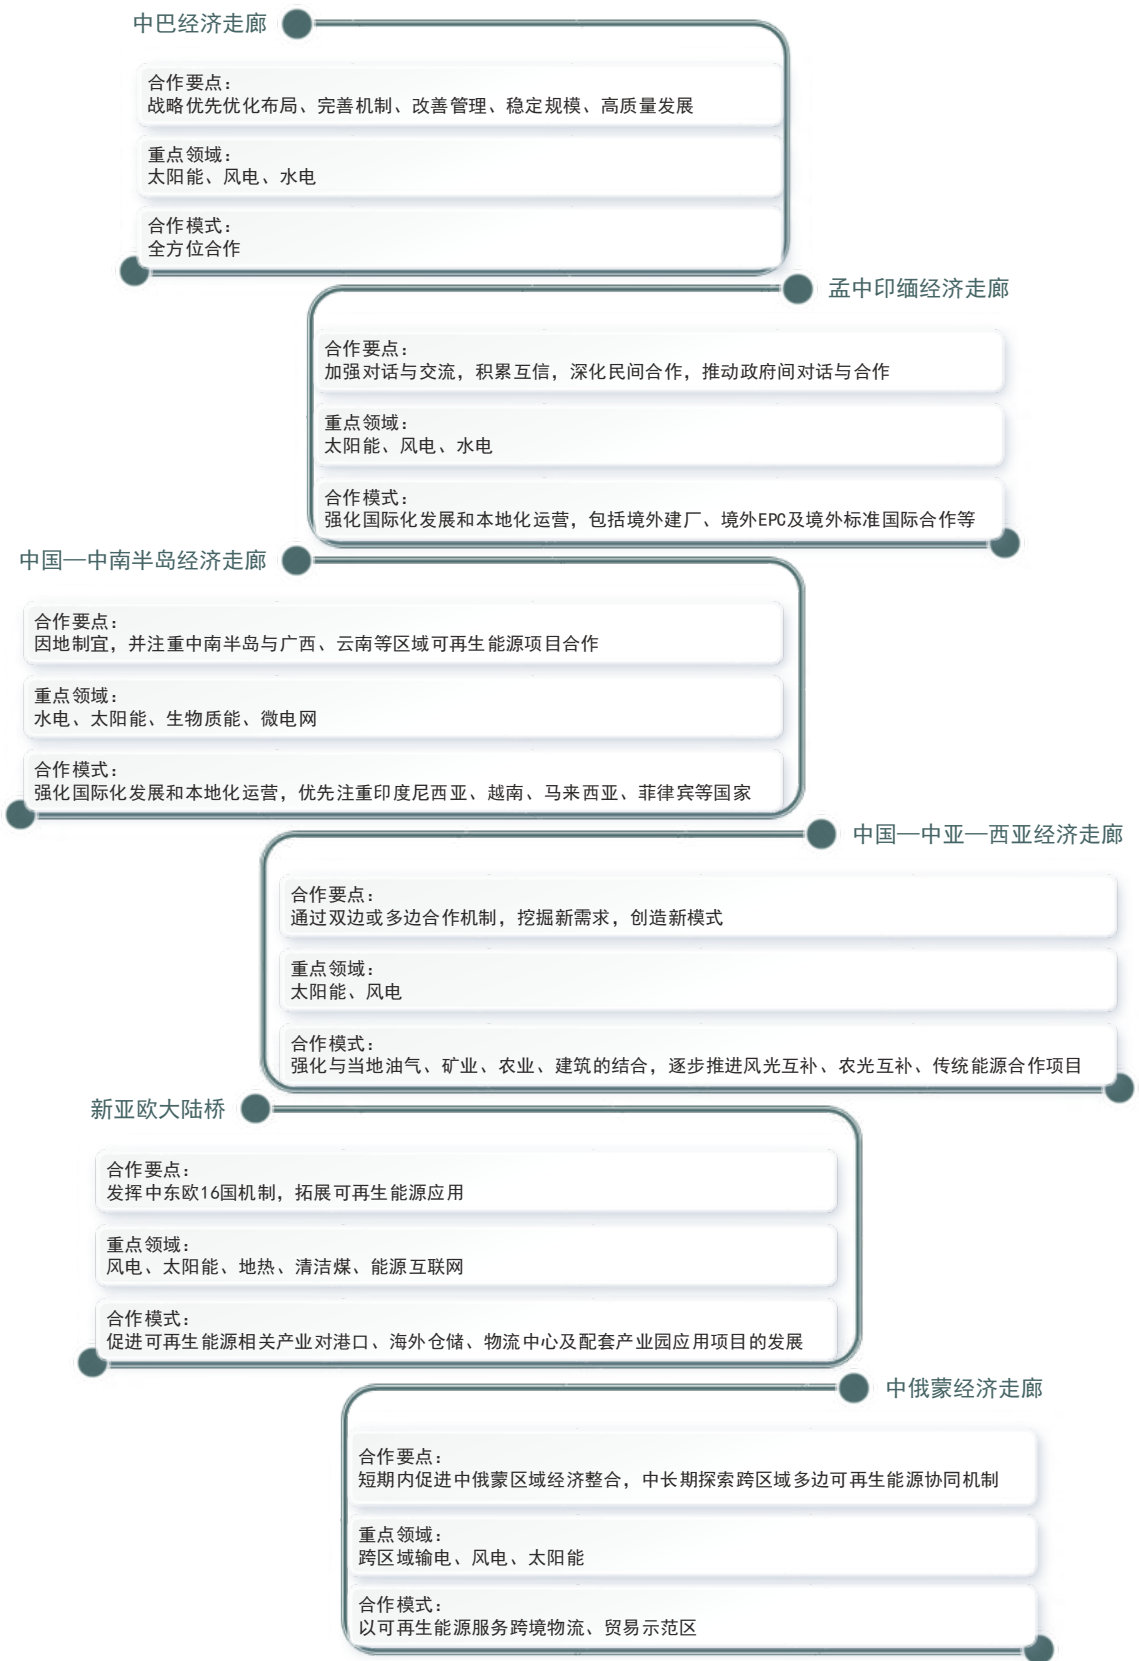 中巴经济走廊
合作要点：
战略优先优化布局、完善机制、改善管理、稳定规模、高质量发展
重点领域：
太阳能、风电、水电
合作模式：
全方位合作
孟中印缅经济走廊
合作要点：
加强对话与交流，积累互信，深化民间合作，推动政府间对话与合作
重点领域：
太阳能、风电、水电
合作模式：
强化国际化发展和本地化运营，包括境外建厂、境外EPC及境外标准国际合作等
中国—中南半岛经济走廊
合作要点：
因地制宜，并注重中南半岛与广西、云南等区域可再生能源项目合作
重点领域：
水电、太阳能、生物质能、微电网
合作模式：
强化国际化发展和本地化运营，优先注重印度尼西亚、越南、马来西亚、菲律宾等国家
中国—中亚—西亚经济走廊
合作要点：
通过双边或多边合作机制，挖掘新需求，创造新模式
重点领域：
太阳能、风电
合作模式：
强化与当地油气、矿业、农业、建筑的结合，逐步推进风光互补、农光互补、传统能源合作项目
新亚欧大陆桥
合作要点：
发挥中东欧16国机制，拓展可再生能源应用
重点领域：
风电、太阳能、地热、清洁煤、能源互联网
合作模式：
促进可再生能源相关产业对港口、海外仓储、物流中心及配套产业园应用项目的发展
中俄蒙经济走廊
合作要点：
短期内促进中俄蒙区域经济整合，中长期探索跨区域多边可再生能源协同机制
重点领域：
跨区域输电、风电、太阳能
合作模式：
以可再生能源服务跨境物流、贸易示范区